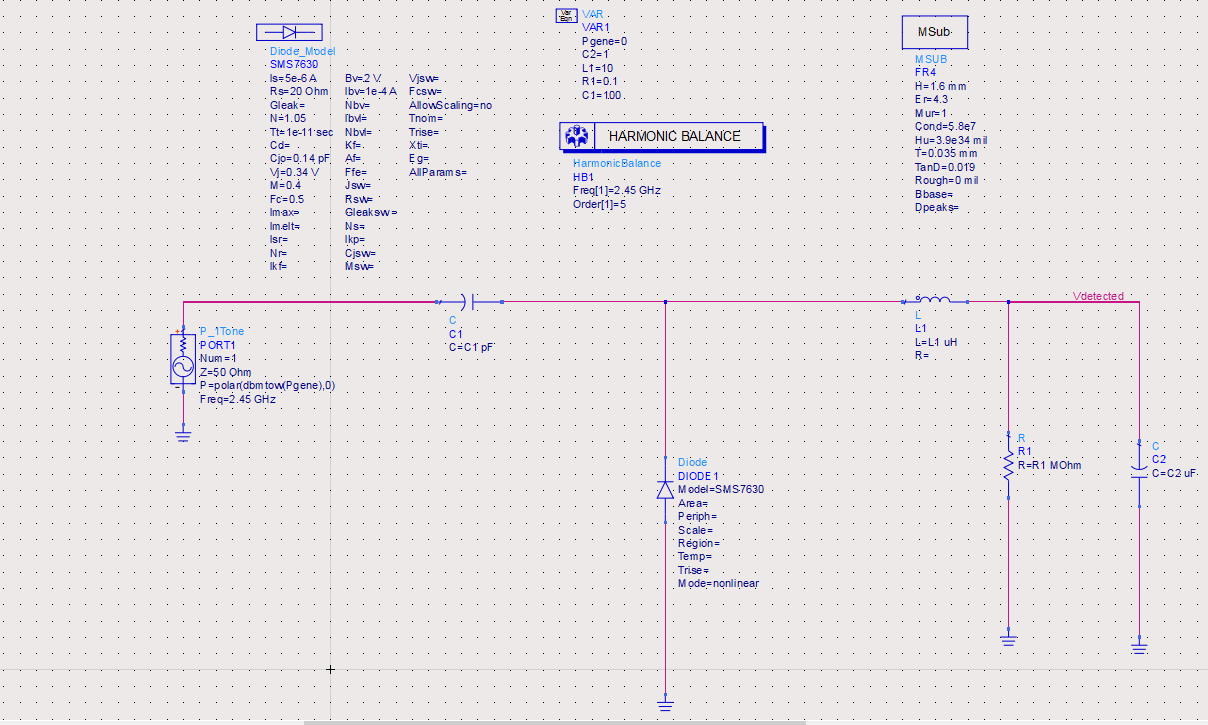 Diode_Model
SMS7630
Is=5e-6 A
Rs=20 Ohm
Gleak=
N=1.05
Tt=1e-11 sec
Cd=
Cjo=0.14 pF
Vj=0.34 V
M=0.4
Fc=0.5
Imax=
Imelt=
Isr=
Nr=
Ikf=
Bv=2 V
Ibv=1e-4 A
Nbv=
Ibvl=
Nbvl=
Kf=
Af=
Ffe=
Jsw=
Rsw=
Gleaksw=
Ns=
Ikp=
Cjsw=
Msw=
Vjsw=
Fcsw=
AllowScaling=no
Tnom=
Trise=
Xti=
Eg=
AllParams=
Var
Eqn
VAR
VAR1
Pgene=0
C2=1
L1=10
R1=0.1
C1=100
HARMONIC BALANCE
HarmonicBalance
HB1
Freq[1]=2.45 GHz
Order[1]=5
MSub
MSUB
FR4
H=1.6 mm
Er=4.3
Mur=1
Cond=5.8e7
Hu=3.9e34 mil
T=0.035 mm
TanD=0.019
Rough=0 mil
Bbase=
Dpeaks=
P_1Tone
PORT1
Num=1
Z=50 Ohm
P=polar(dbmtow(Pgene),0)
Freq=2.45 GHz
C
C1
C=C1 pF
Diode
DIODE1
Model=SMS7630
Area=
Periph=
Scale=
Region=
Temp=
Trise=
Mode=nonlinear
L
L1
L=L1 uH
R=
Vdetected
R
R1
R=R1 MOhm
C
C2
C=C2 uF